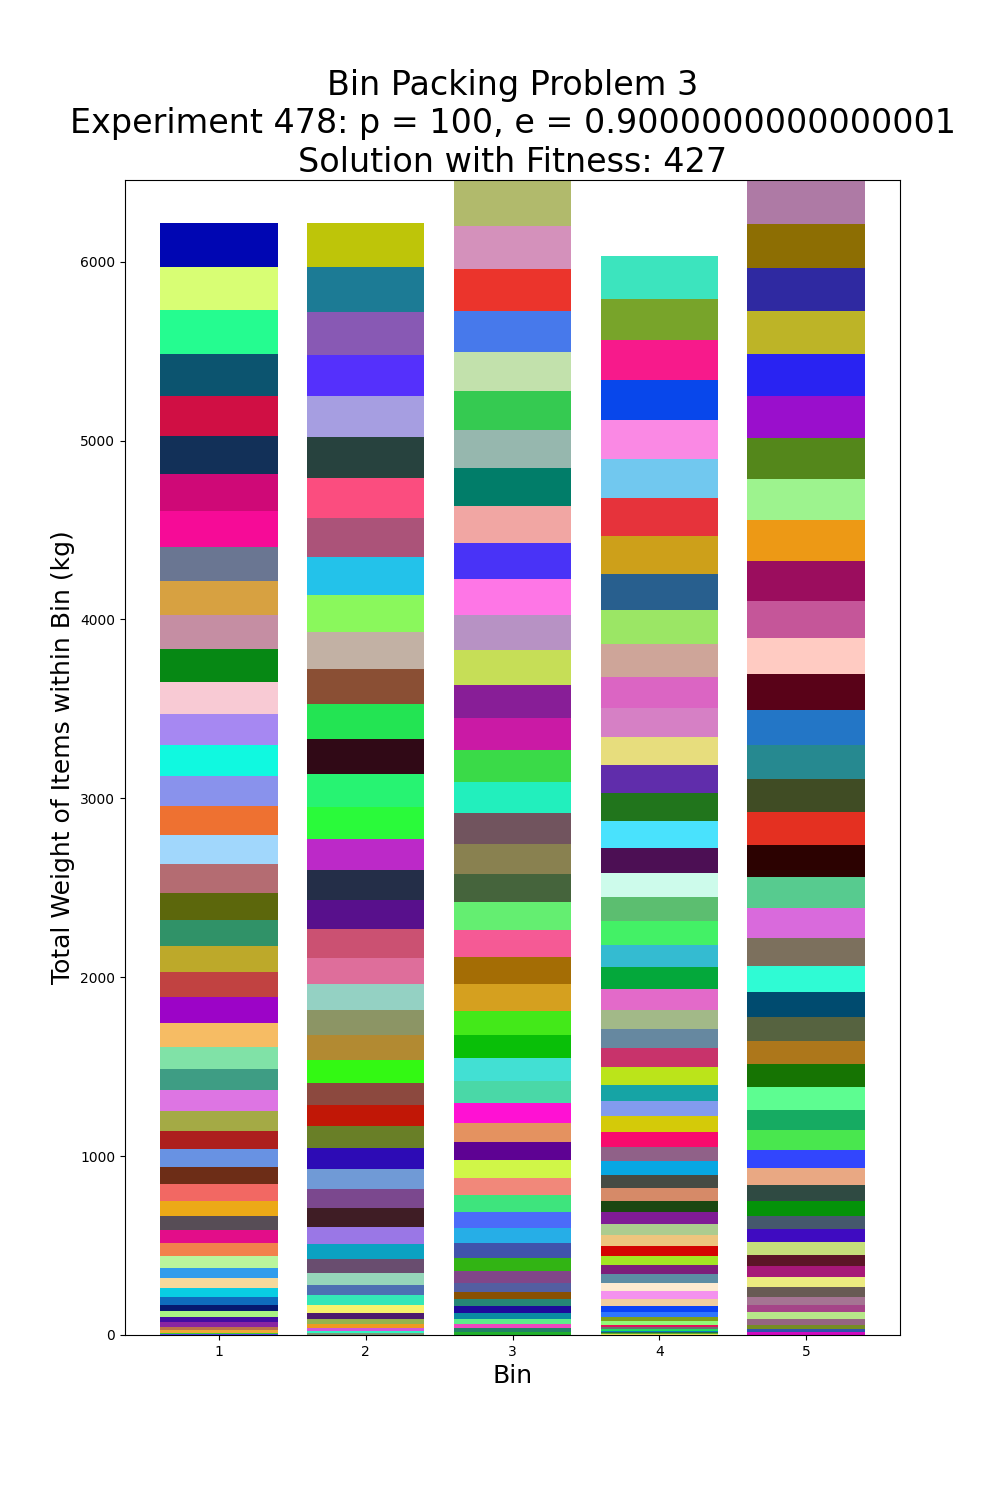 Bin Packing Problem 3
Experiment 478: p = 100, e = 0.9000000000000001
Solution with Fitness: 427
Total Weight of Items within Bin (kg)
6000
5000
4000
3000
2000
1000
0
1 2 3 4 5
Bin